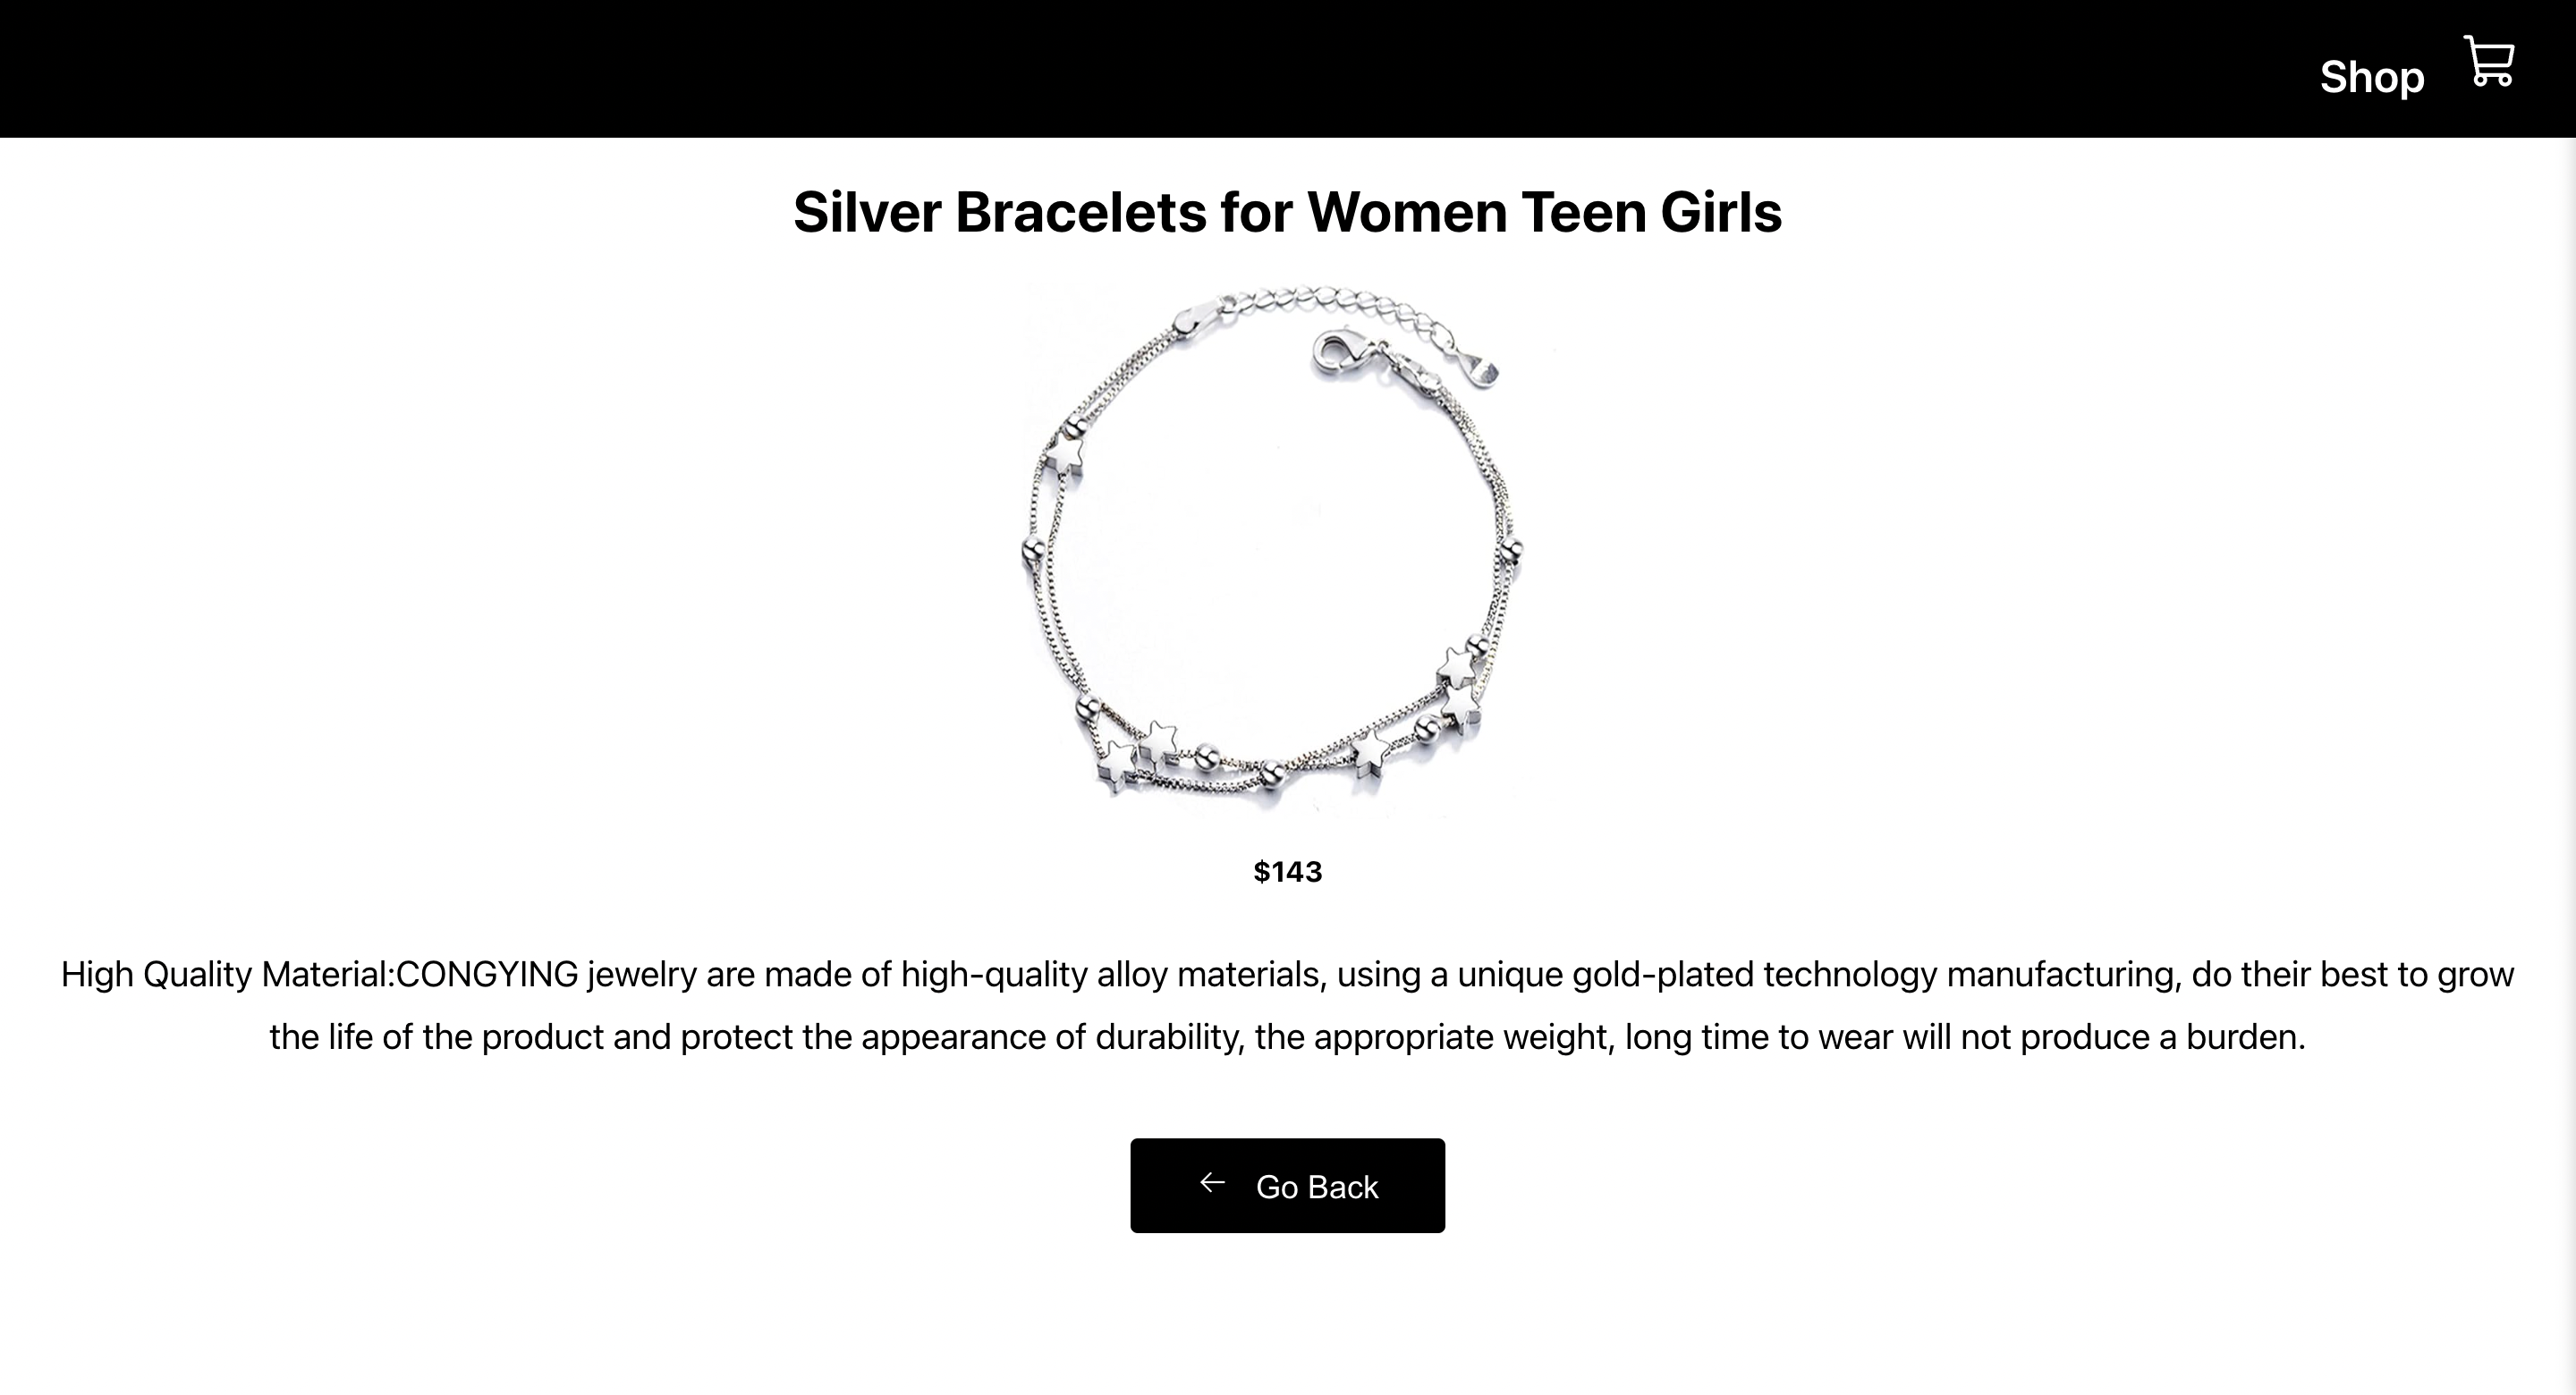 Shop
Silver Bracelets for Women Teen Girls
$143
High Quality Material:CONGYING jewelry are made of high-quality alloy materials, using a unique gold-plated technology manufacturing, do their best to grow
the life of the product and protect the appearance of durability, the appropriate weight, long time to wear will not produce a burden.
Go Back